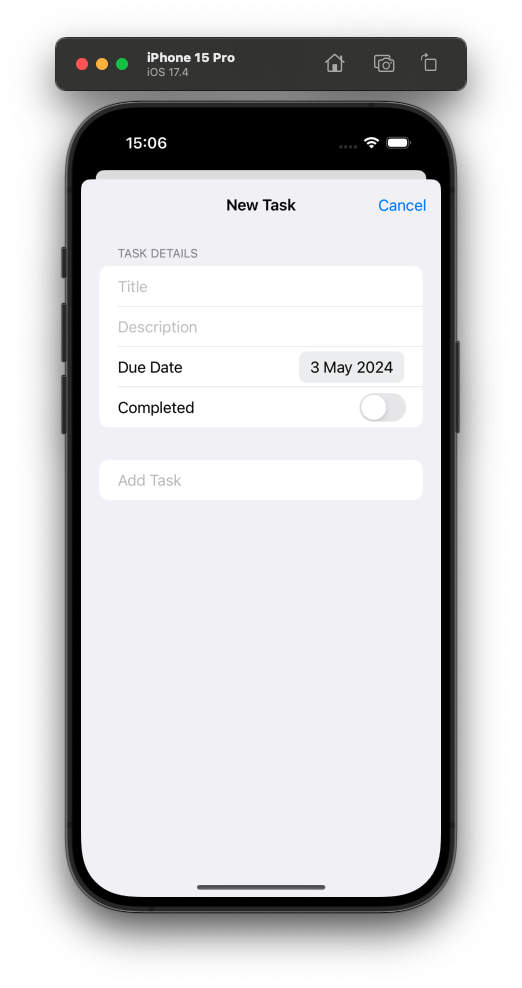 iPhone 15 Pro
iOS 17.4
15:06
New Task
Cancel
TASK DETAILS
Title
Description
Due Date 3 May 2024
Completed
Add Task